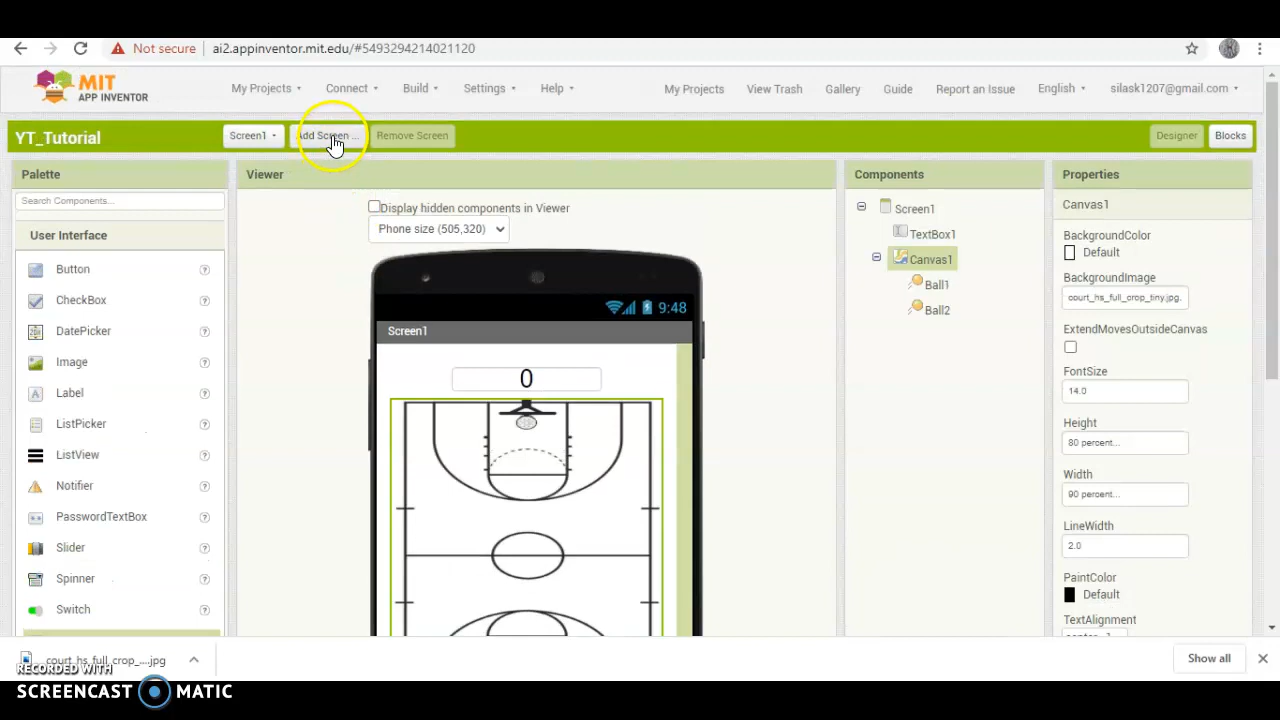 Not secure | ai2.appinventor.mit.edu/#5493294214021120
MIT
APP INVENTOR
My Projects Connect Build Settings Help My Projects View Trash Gallery Guide Report an Issue English silask1207@gmail.com
YT_Tutorial Screen1 Add Screen ... Remove Screen Designer Blocks
Palette Viewer Components Properties
Search Components...
User Interface
Button
CheckBox
DatePicker
Image
Label
ListPicker
ListView
Notifier
PasswordTextBox
Slider
Spinner
Switch
Display hidden components in Viewer
Phone size (505,320)
9:48
Screen1
0
Screen1
TextBox1
Canvas1
Ball1
Ball2
Canvas1
BackgroundColor
Default
BackgroundImage
court_hs_full_crop_tiny.jpg.
ExtendMovesOutsideCanvas
FontSize
14.0
Height
80 percent...
Width
90 percent...
LineWidth
2.0
PaintColor
Default
TextAlignment
court_hs_full_crop_....jpg
Show all
RECORDED WITH
SCREENCAST MATIC